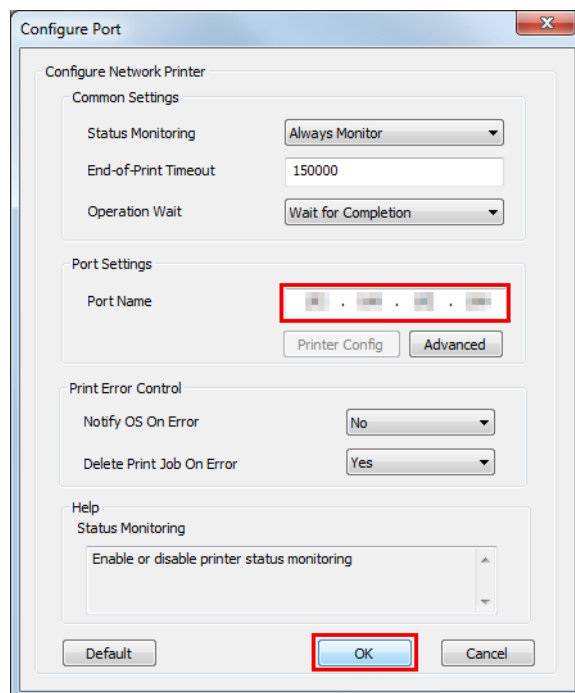 Configure Port
Configure Network Printer
Common Settings
Status Monitoring Always Monitor
End-of-Print Timeout 150000
Operation Wait Wait for Completion
Port Settings
Port Name . . .
Printer Config Advanced
Print Error Control
Notify OS On Error No
Delete Print Job On Error Yes
Help
Status Monitoring
Enable or disable printer status monitoring
Default OK Cancel